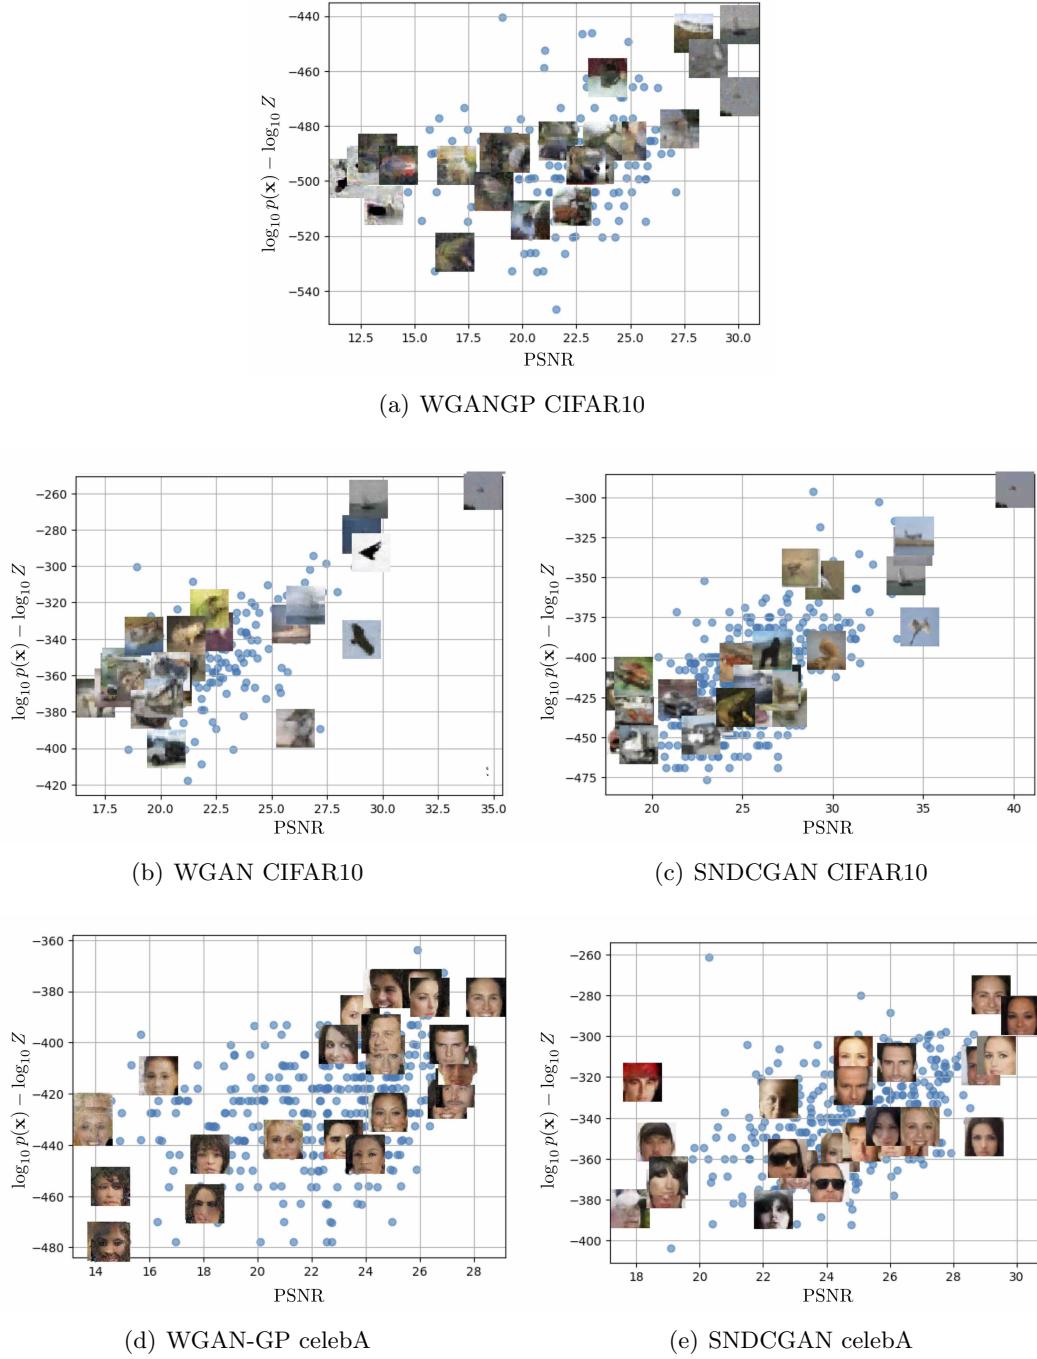 −440
−460
−480
−500
−520
−540
log₁₀ p(x) − log₁₀ Z
12.5 15.0 17.5 20.0 22.5 25.0 27.5 30.0
PSNR
(a) WGANGP CIFAR10
−260
−280
−300
−320
−340
−360
−380
−400
−420
log₁₀ p(x) − log₁₀ Z
17.5 20.0 22.5 25.0 27.5 30.0 32.5 35.0
PSNR
(b) WGAN CIFAR10
−300
−325
−350
−375
−400
−425
−450
−475
log₁₀ p(x) − log₁₀ Z
20 25 30 35 40
PSNR
(c) SNDCGAN CIFAR10
−360
−380
−400
−420
−440
−460
−480
log₁₀ p(x) − log₁₀ Z
14 16 18 20 22 24 26 28
PSNR
(d) WGAN-GP celebA
−260
−280
−300
−320
−340
−360
−380
−400
log₁₀ p(x) − log₁₀ Z
18 20 22 24 26 28 30
PSNR
(e) SNDCGAN celebA